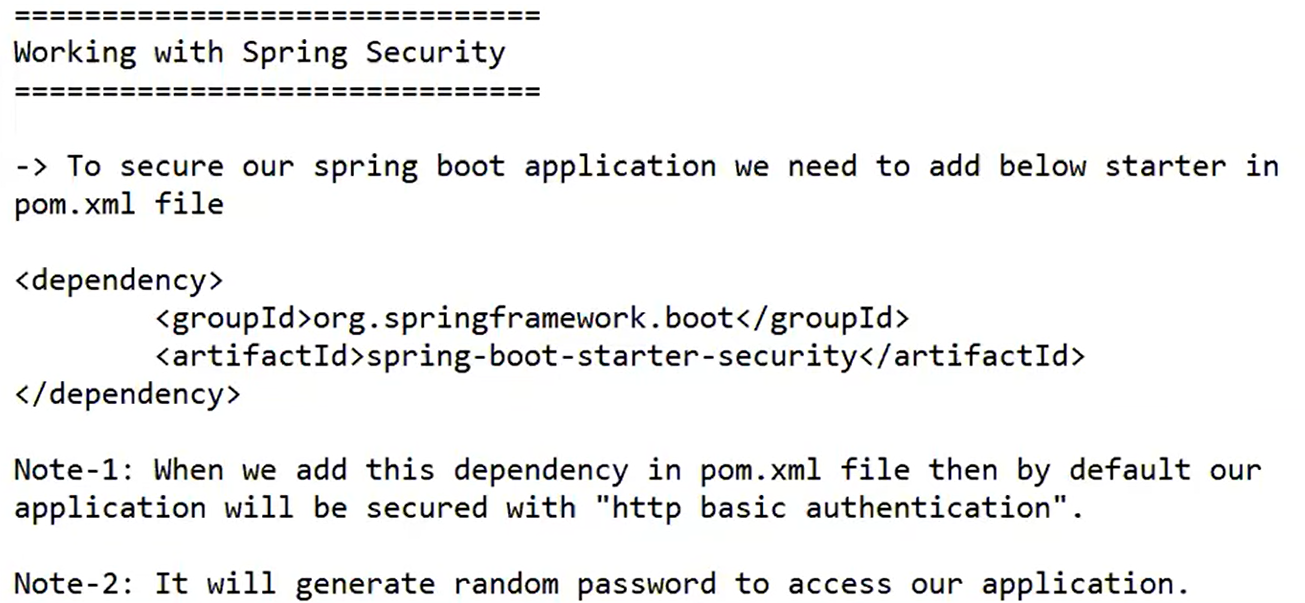 ==============================
Working with Spring Security
==============================
-> To secure our spring boot application we need to add below starter in
pom.xml file
<dependency>
        <groupId>org.springframework.boot</groupId>
        <artifactId>spring-boot-starter-security</artifactId>
</dependency>
Note-1: When we add this dependency in pom.xml file then by default our
application will be secured with "http basic authentication".
Note-2: It will generate random password to access our application.